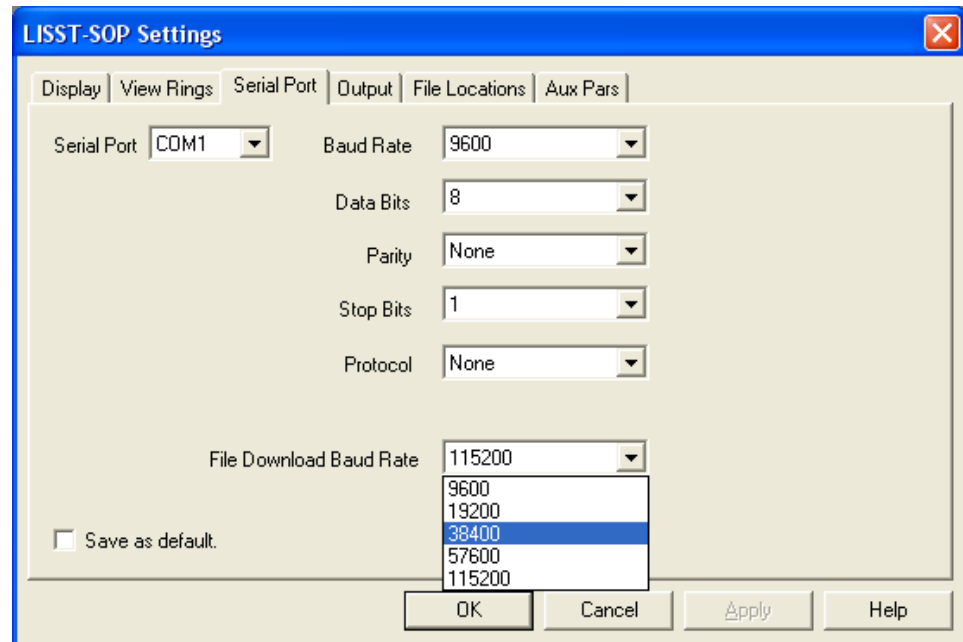 LISST-SOP Settings
Display View Rings Serial Port Output File Locations Aux Pars
Serial Port COM1 Baud Rate 9600
Data Bits 8
Parity None
Stop Bits 1
Protocol None
File Download Baud Rate 115200
9600
19200
38400
57600
115200
Save as default.
OK Cancel Apply Help